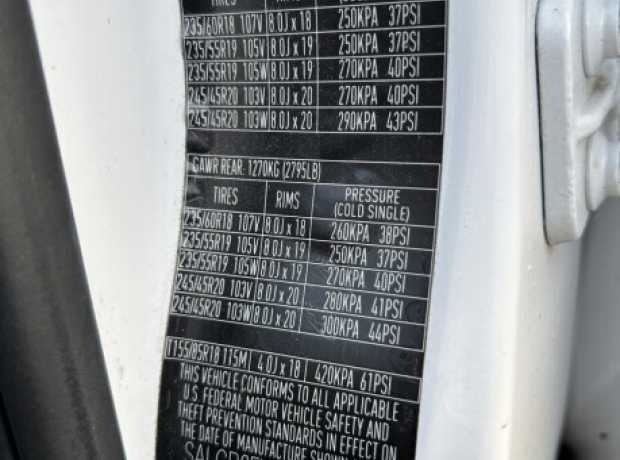 TIRES RIMS
235/60R18 107V 8.0J x 18 250KPA 37PSI
235/55R19 105V 8.0J x 19 250KPA 37PSI
235/55R19 105W 8.0J x 19 270KPA 40PSI
245/45R20 103V 8.0J x 20 270KPA 40PSI
245/45R20 103W 8.0J x 20 290KPA 43PSI
GAWR REAR: 1270KG (2795LB)
TIRES RIMS PRESSURE
(COLD SINGLE)
235/60R18 107V 8.0J x 18 260KPA 38PSI
235/55R19 105V 8.0J x 19 250KPA 37PSI
235/55R19 105W 8.0J x 19 270KPA 40PSI
245/45R20 103V 8.0J x 20 280KPA 41PSI
245/45R20 103W 8.0J x 20 300KPA 44PSI
T155/85R18 115M 4.0J x 18 420KPA 61PSI
THIS VEHICLE CONFORMS TO ALL APPLICABLE
U.S. FEDERAL MOTOR VEHICLE SAFETY AND
THEFT PREVENTION STANDARDS IN EFFECT ON
THE DATE OF MANUFACTURE SHOWN